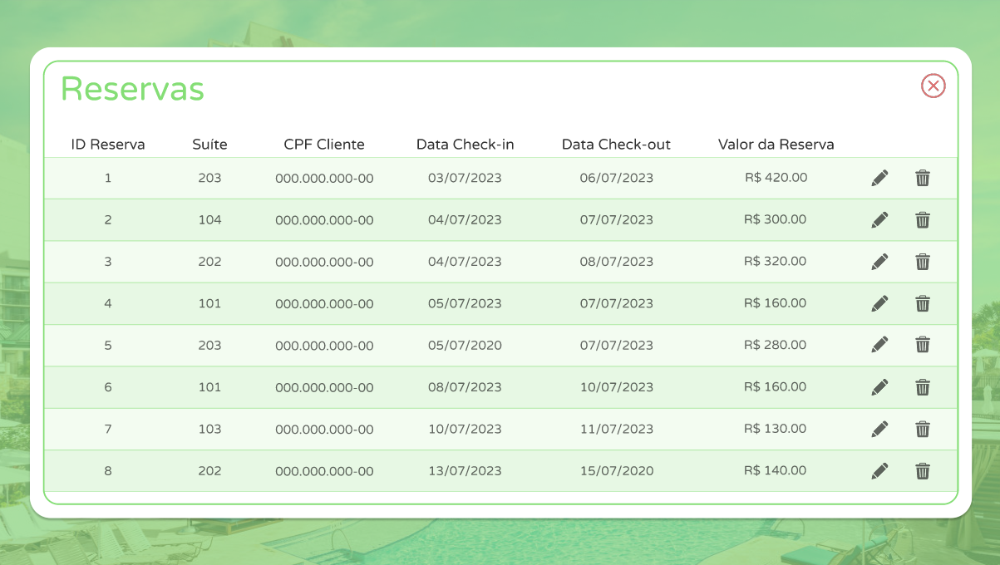 Reservas
ID Reserva Suíte CPF Cliente Data Check-in Data Check-out Valor da Reserva
1 203 000.000.000-00 03/07/2023 06/07/2023 R$ 420.00
2 104 000.000.000-00 04/07/2023 07/07/2023 R$ 300.00
3 202 000.000.000-00 04/07/2023 08/07/2023 R$ 320.00
4 101 000.000.000-00 05/07/2023 07/07/2023 R$ 160.00
5 203 000.000.000-00 05/07/2020 07/07/2023 R$ 280.00
6 101 000.000.000-00 08/07/2023 10/07/2023 R$ 160.00
7 103 000.000.000-00 10/07/2023 11/07/2023 R$ 130.00
8 202 000.000.000-00 13/07/2023 15/07/2020 R$ 140.00